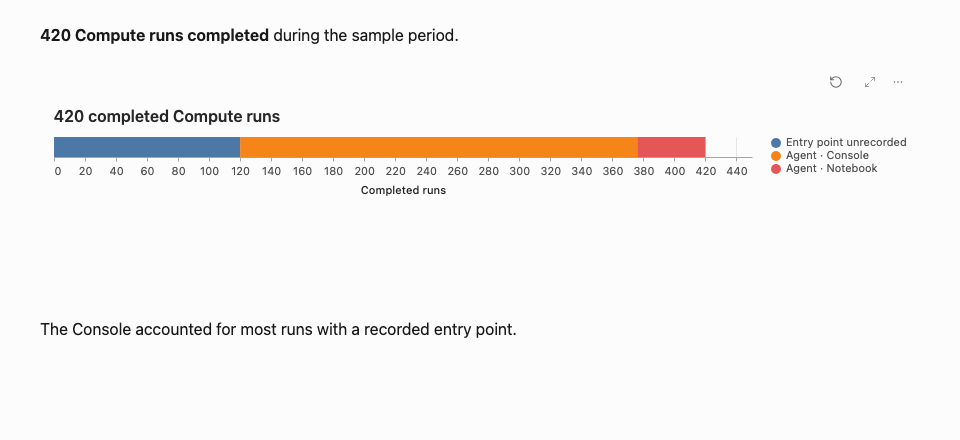 420 Compute runs completed during the sample period.
420 completed Compute runs
0 20 40 60 80 100 120 140 160 180 200 220 240 260 280 300 320 340 360 380 400 420 440
Completed runs
Entry point unrecorded
Agent · Console
Agent · Notebook
The Console accounted for most runs with a recorded entry point.